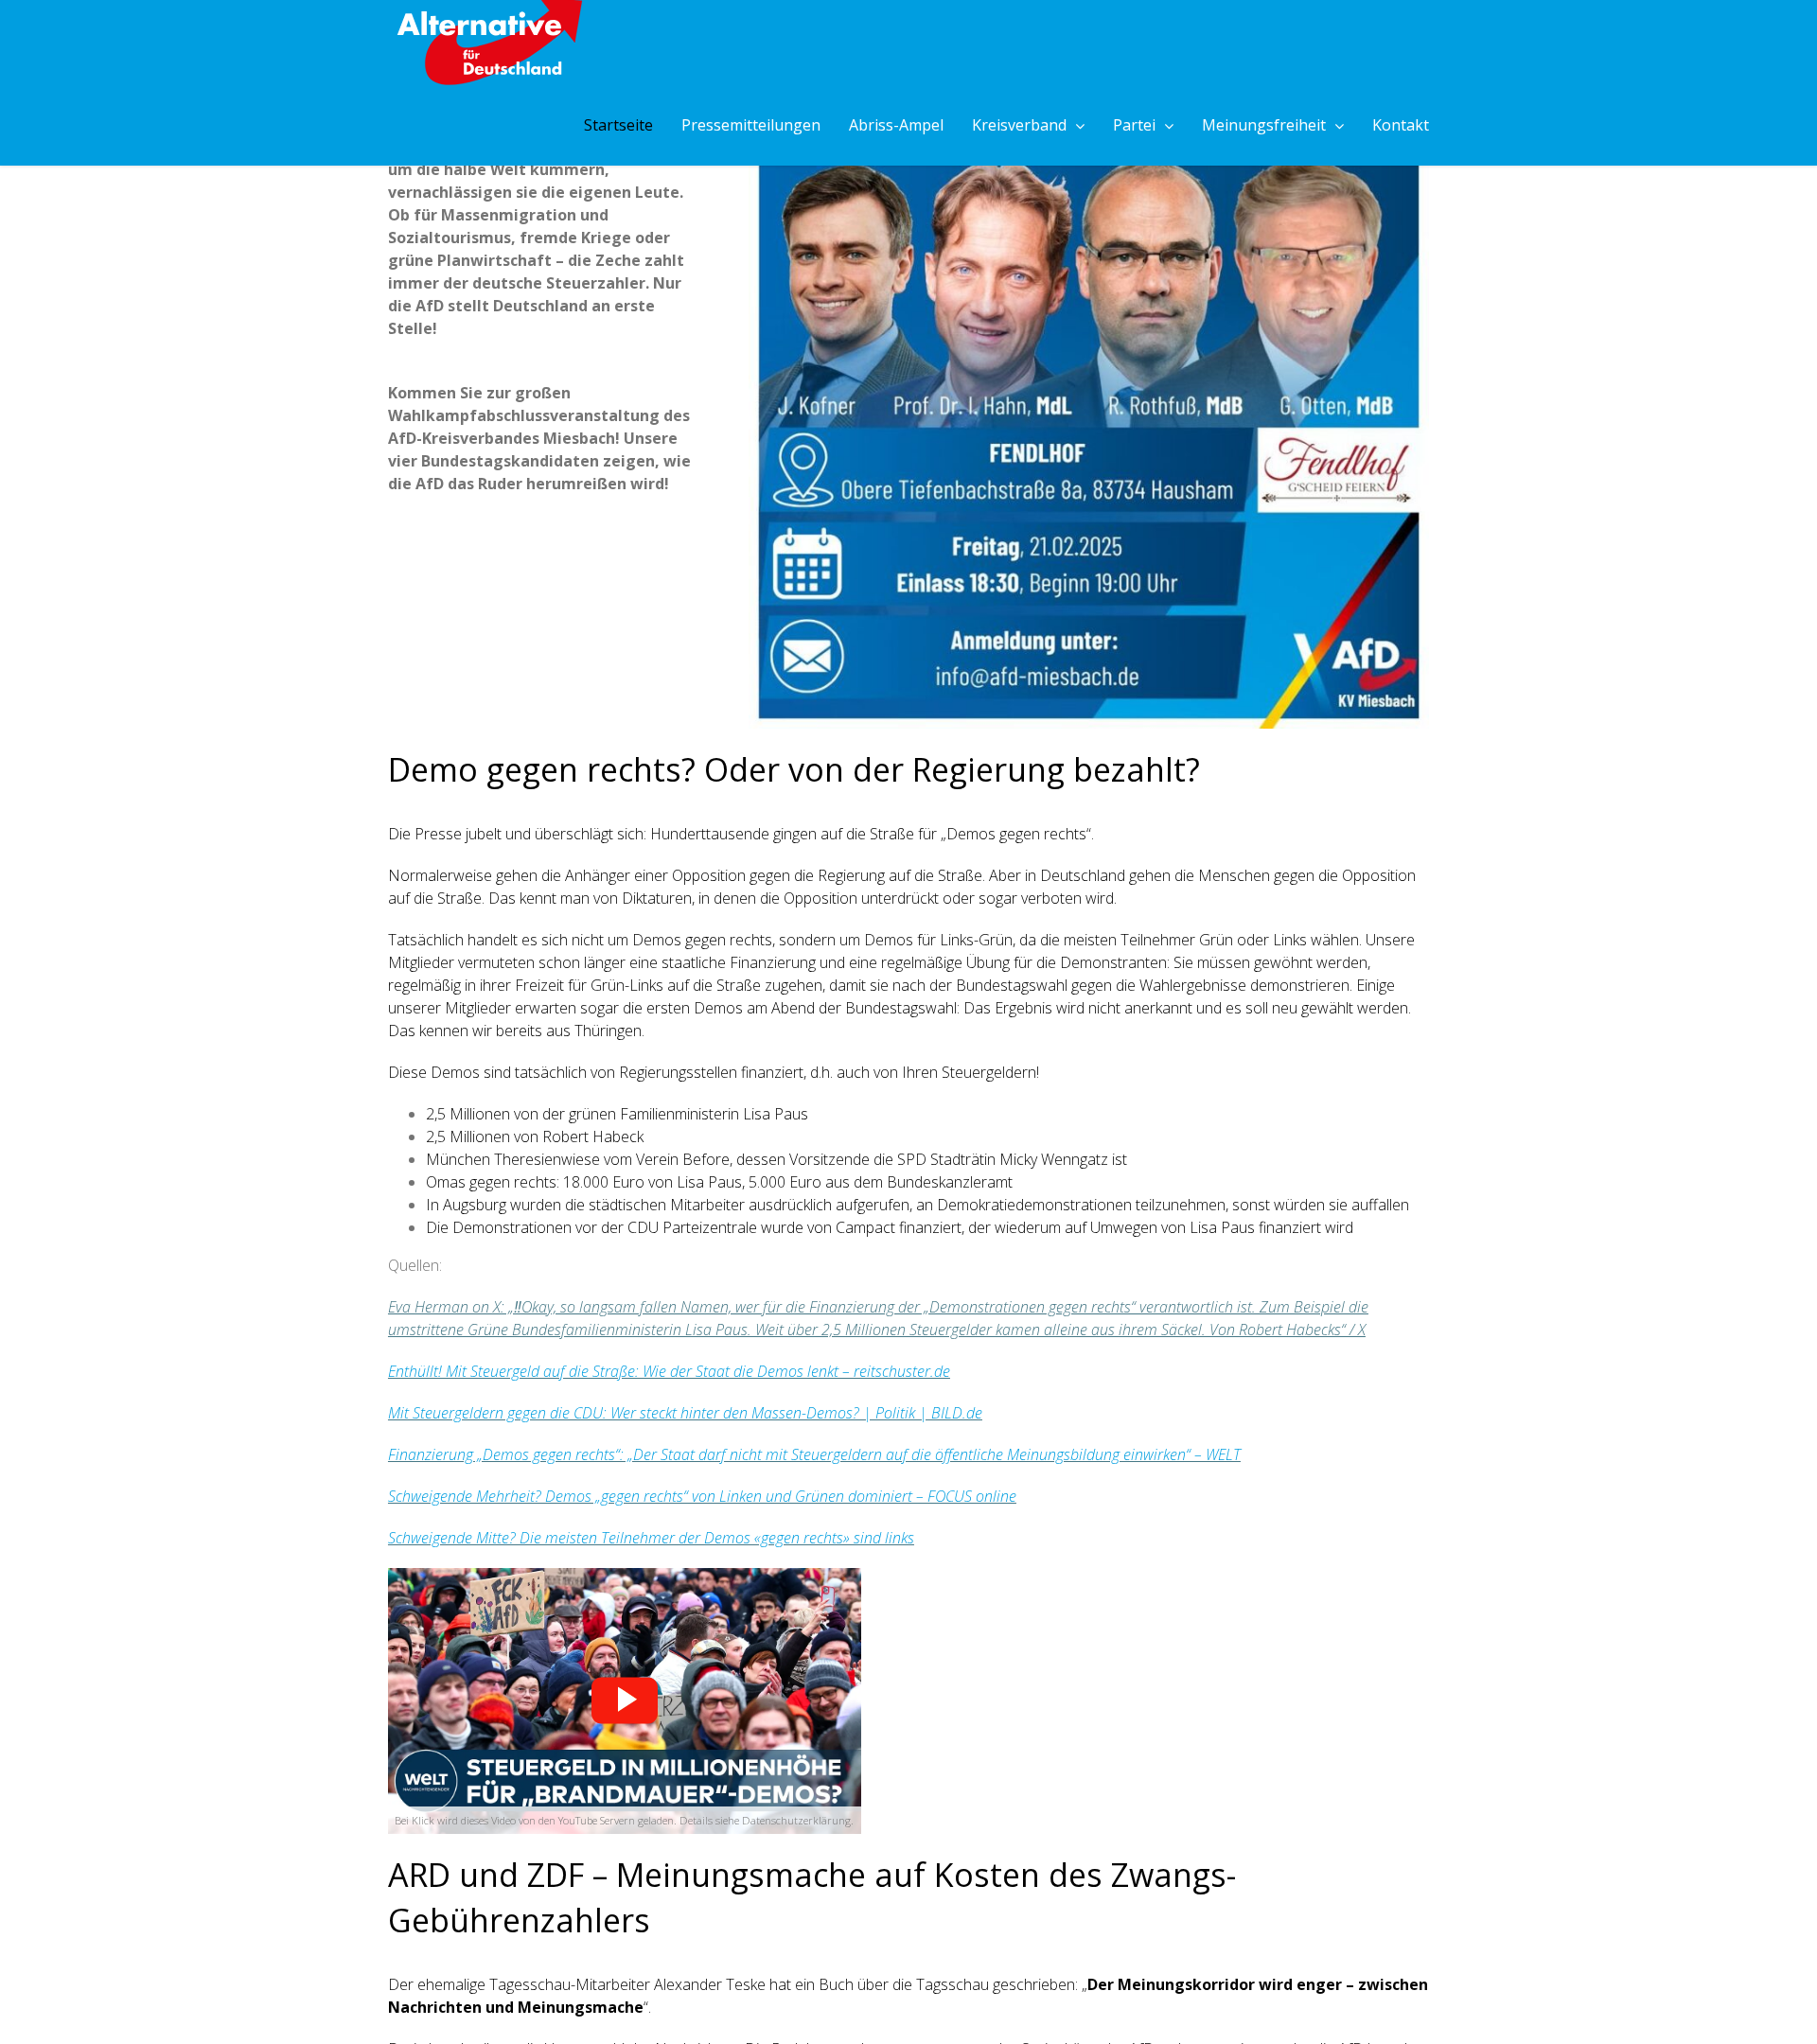 Alternative
für
Deutschland
Startseite Pressemitteilungen Abriss-Ampel Kreisverband Partei Meinungsfreiheit Kontakt
um die halbe Welt kümmern,
vernachlässigen sie die eigenen Leute.
Ob für Massenmigration und
Sozialtourismus, fremde Kriege oder
grüne Planwirtschaft – die Zeche zahlt
immer der deutsche Steuerzahler. Nur
die AfD stellt Deutschland an erste
Stelle!
Kommen Sie zur großen
Wahlkampfabschlussveranstaltung des
AfD-Kreisverbandes Miesbach! Unsere
vier Bundestagskandidaten zeigen, wie
die AfD das Ruder herumreißen wird!
J. Kofner Prof. Dr. I. Hahn, MdL R. Rothfuß, MdB G. Otten, MdB
FENDLHOF
Obere Tiefenbachstraße 8a, 83734 Hausham
Fendlhof
G'SCHEID FEIERN
Freitag, 21.02.2025
Einlass 18:30, Beginn 19:00 Uhr
Anmeldung unter:
info@afd-miesbach.de
AfD
KV Miesbach
Demo gegen rechts? Oder von der Regierung bezahlt?
Die Presse jubelt und überschlägt sich: Hunderttausende gingen auf die Straße für „Demos gegen rechts“.
Normalerweise gehen die Anhänger einer Opposition gegen die Regierung auf die Straße. Aber in Deutschland gehen die Menschen gegen die Opposition
auf die Straße. Das kennt man von Diktaturen, in denen die Opposition unterdrückt oder sogar verboten wird.
Tatsächlich handelt es sich nicht um Demos gegen rechts, sondern um Demos für Links-Grün, da die meisten Teilnehmer Grün oder Links wählen. Unsere
Mitglieder vermuteten schon länger eine staatliche Finanzierung und eine regelmäßige Übung für die Demonstranten: Sie müssen gewöhnt werden,
regelmäßig in ihrer Freizeit für Grün-Links auf die Straße zugehen, damit sie nach der Bundestagswahl gegen die Wahlergebnisse demonstrieren. Einige
unserer Mitglieder erwarten sogar die ersten Demos am Abend der Bundestagswahl: Das Ergebnis wird nicht anerkannt und es soll neu gewählt werden.
Das kennen wir bereits aus Thüringen.
Diese Demos sind tatsächlich von Regierungsstellen finanziert, d.h. auch von Ihren Steuergeldern!
2,5 Millionen von der grünen Familienministerin Lisa Paus
2,5 Millionen von Robert Habeck
München Theresienwiese vom Verein Before, dessen Vorsitzende die SPD Stadträtin Micky Wenngatz ist
Omas gegen rechts: 18.000 Euro von Lisa Paus, 5.000 Euro aus dem Bundeskanzleramt
In Augsburg wurden die städtischen Mitarbeiter ausdrücklich aufgerufen, an Demokratiedemonstrationen teilzunehmen, sonst würden sie auffallen
Die Demonstrationen vor der CDU Parteizentrale wurde von Campact finanziert, der wiederum auf Umwegen von Lisa Paus finanziert wird
Quellen:
Eva Herman on X: „‼Okay, so langsam fallen Namen, wer für die Finanzierung der „Demonstrationen gegen rechts“ verantwortlich ist. Zum Beispiel die
umstrittene Grüne Bundesfamilienministerin Lisa Paus. Weit über 2,5 Millionen Steuergelder kamen alleine aus ihrem Säckel. Von Robert Habecks“ / X
Enthüllt! Mit Steuergeld auf die Straße: Wie der Staat die Demos lenkt – reitschuster.de
Mit Steuergeldern gegen die CDU: Wer steckt hinter den Massen-Demos? | Politik | BILD.de
Finanzierung „Demos gegen rechts“: „Der Staat darf nicht mit Steuergeldern auf die öffentliche Meinungsbildung einwirken“ – WELT
Schweigende Mehrheit? Demos „gegen rechts“ von Linken und Grünen dominiert – FOCUS online
Schweigende Mitte? Die meisten Teilnehmer der Demos «gegen rechts» sind links
FCK
AfD
WELT
NACHRICHTENSENDER
STEUERGELD IN MILLIONENHÖHE
FÜR „BRANDMAUER“-DEMOS?
Bei Klick wird dieses Video von den YouTube Servern geladen. Details siehe Datenschutzerklärung.
ARD und ZDF – Meinungsmache auf Kosten des Zwangs-
Gebührenzahlers
Der ehemalige Tagesschau-Mitarbeiter Alexander Teske hat ein Buch über die Tagsschau geschrieben: „Der Meinungskorridor wird enger – zwischen
Nachrichten und Meinungsmache“.